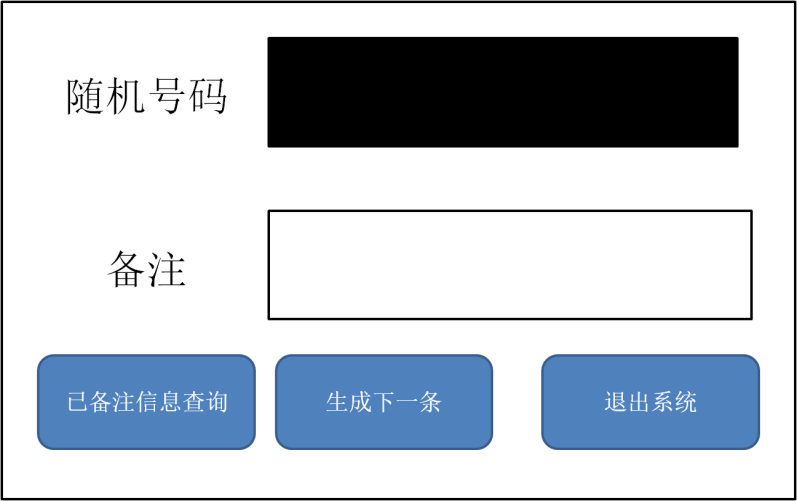 随机号码
备注
已备注信息查询
生成下一条
退出系统